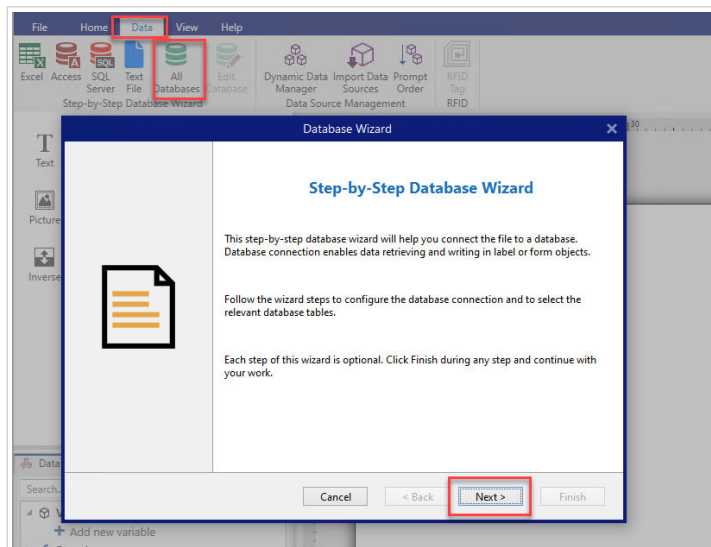 File Home Data View Help
Excel Access SQL Server Text File All Databases Edit Database Dynamic Data Manager Import Data Sources Prompt Order RFID Tag
Step-by-Step Database Wizard Data Source Management RFID
30
Database Wizard
Text
Picture
Inverse
Step-by-Step Database Wizard
This step-by-step database wizard will help you connect the file to a database.
Database connection enables data retrieving and writing in label or form objects.
Follow the wizard steps to configure the database connection and to select the
relevant database tables.
Each step of this wizard is optional. Click Finish during any step and continue with
your work.
Data
Search..
Cancel < Back Next > Finish
V
+ Add new variable